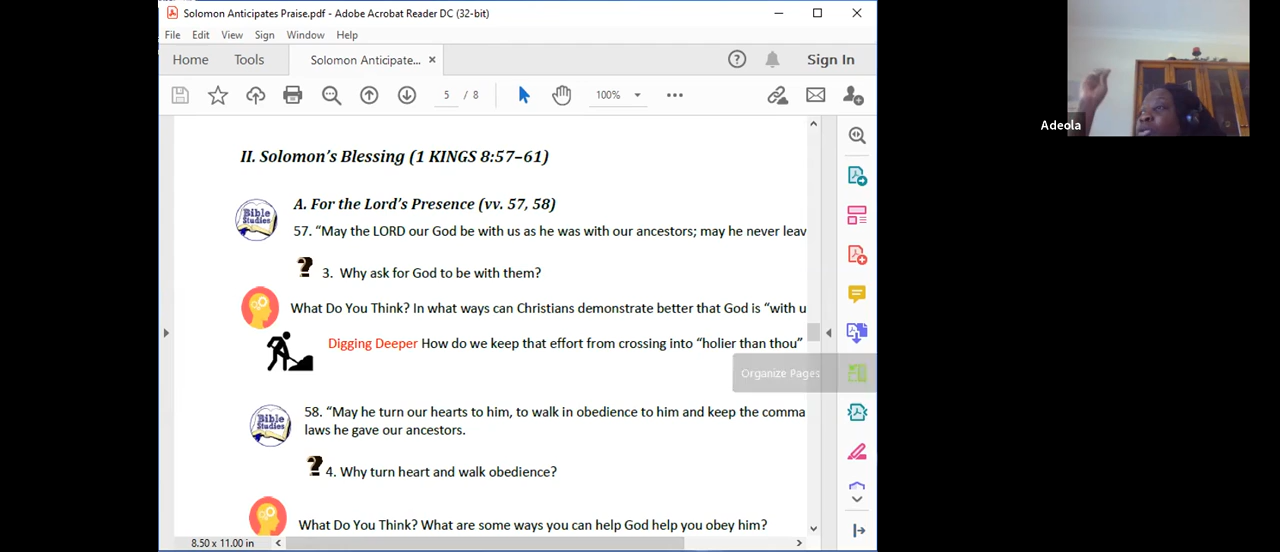 Solomon Anticipates Praise.pdf - Adobe Acrobat Reader DC (32-bit)
File Edit View Sign Window Help
Home Tools Solomon Anticipate... × Sign In
5 / 8 100%
II. Solomon's Blessing (1 KINGS 8:57–61)
Bible Studies
A. For the Lord's Presence (vv. 57, 58)
57. “May the LORD our God be with us as he was with our ancestors; may he never leav
? 3. Why ask for God to be with them?
What Do You Think? In what ways can Christians demonstrate better that God is “with u
Digging Deeper How do we keep that effort from crossing into “holier than thou”
Organize Pages
Bible Studies
58. “May he turn our hearts to him, to walk in obedience to him and keep the comma
laws he gave our ancestors.
? 4. Why turn heart and walk obedience?
What Do You Think? What are some ways you can help God help you obey him?
8.50 x 11.00 in
Adeola